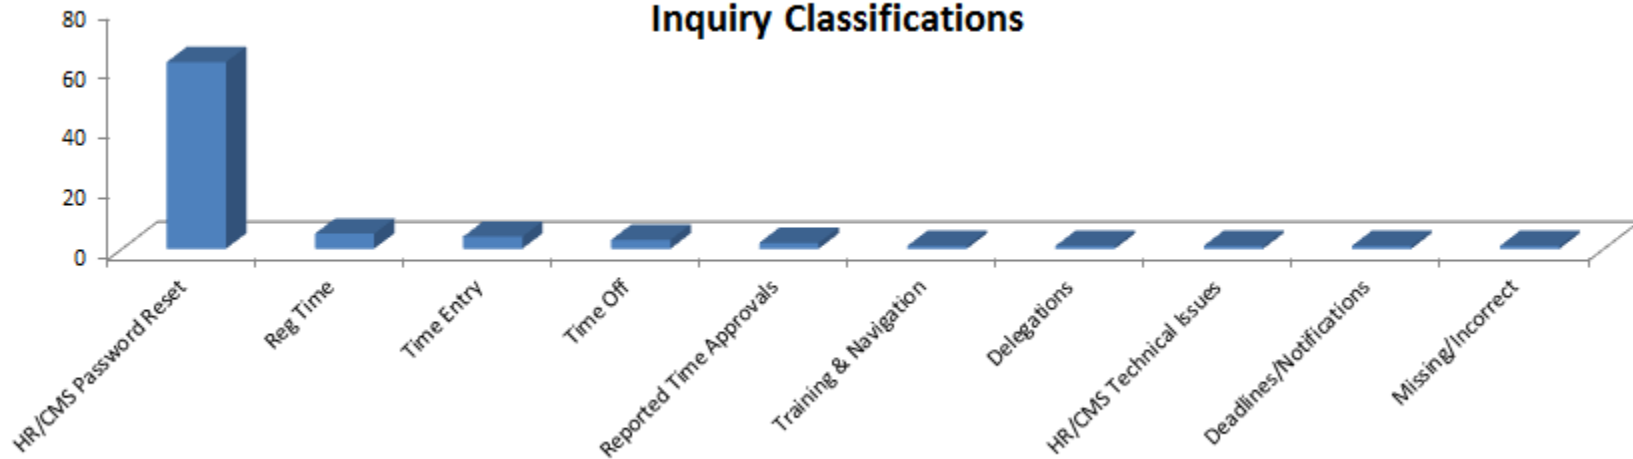 Inquiry Classifications
80
60
40
20
0
HR/CMS Password Reset
Reg Time
Time Entry
Time Off
Reported Time Approvals
Training & Navigation
Delegations
HR/CMS Technical Issues
Deadlines/Notifications
Missing/Incorrect